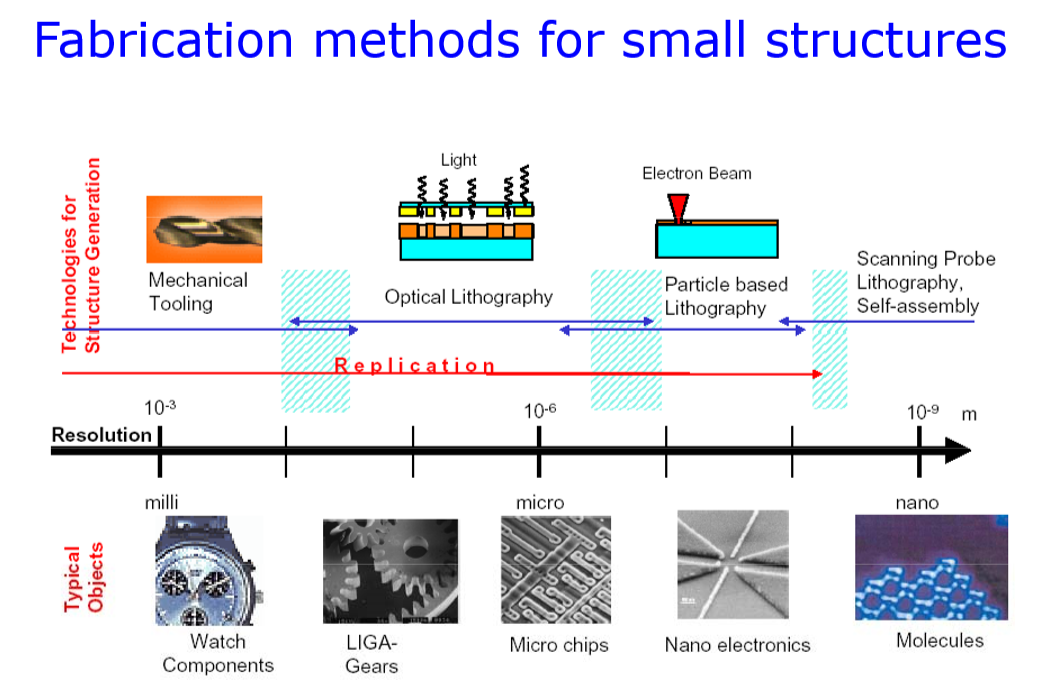 Fabrication methods for small structures
Technologies for
Structure Generation
Light
Electron Beam
Mechanical
Tooling
Optical Lithography
Particle based
Lithography
Scanning Probe
Lithography,
Self-assembly
Replication
10-3
10-6
10-9 m
Resolution
milli
micro
nano
Typical
Objects
Watch
Components
LIGA-
Gears
Micro chips
Nano electronics
Molecules